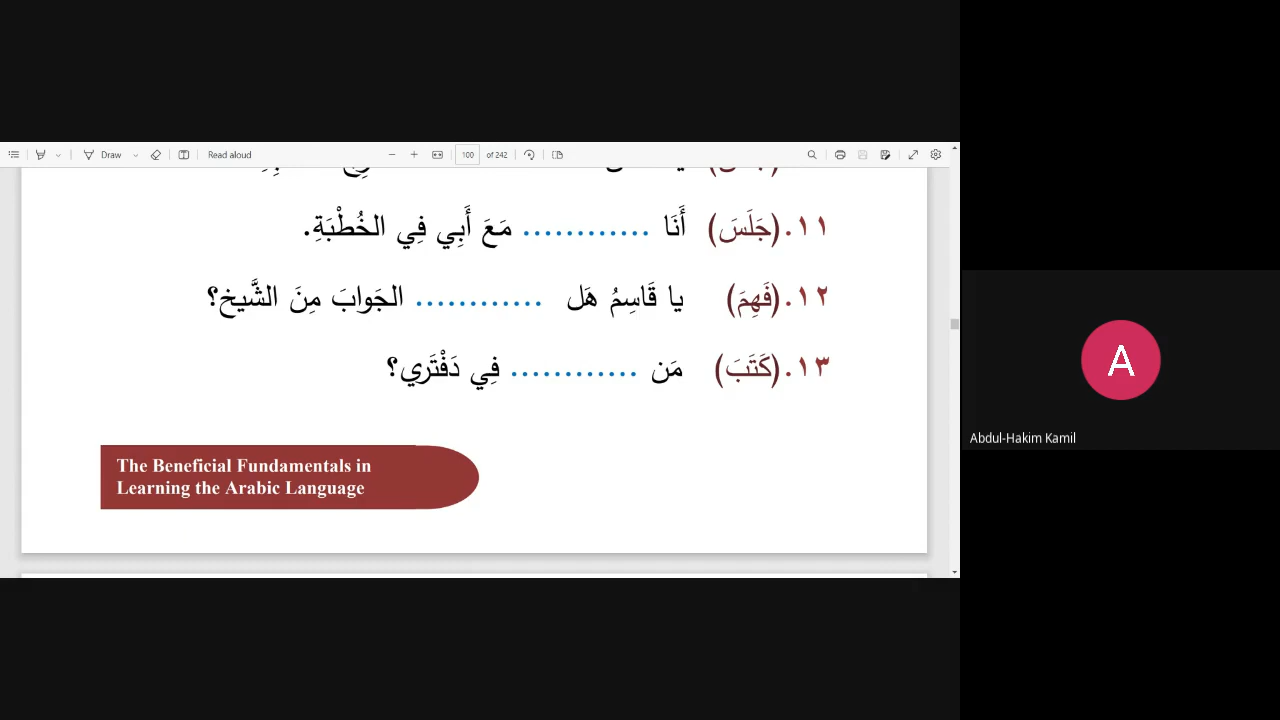 Draw
Read aloud
100 of 242
١١. (جَلَسَ) أَنَا ............ مَعَ أَبِي فِي الخُطْبَةِ.
١٢. (فَهِمَ) يا قَاسِمُ هَل ............ الجَوابَ مِنَ الشَّيخ؟
١٣. (كَتَبَ) مَن ............ فِي دَفْتَري؟
The Beneficial Fundamentals in
Learning the Arabic Language
A
Abdul-Hakim Kamil